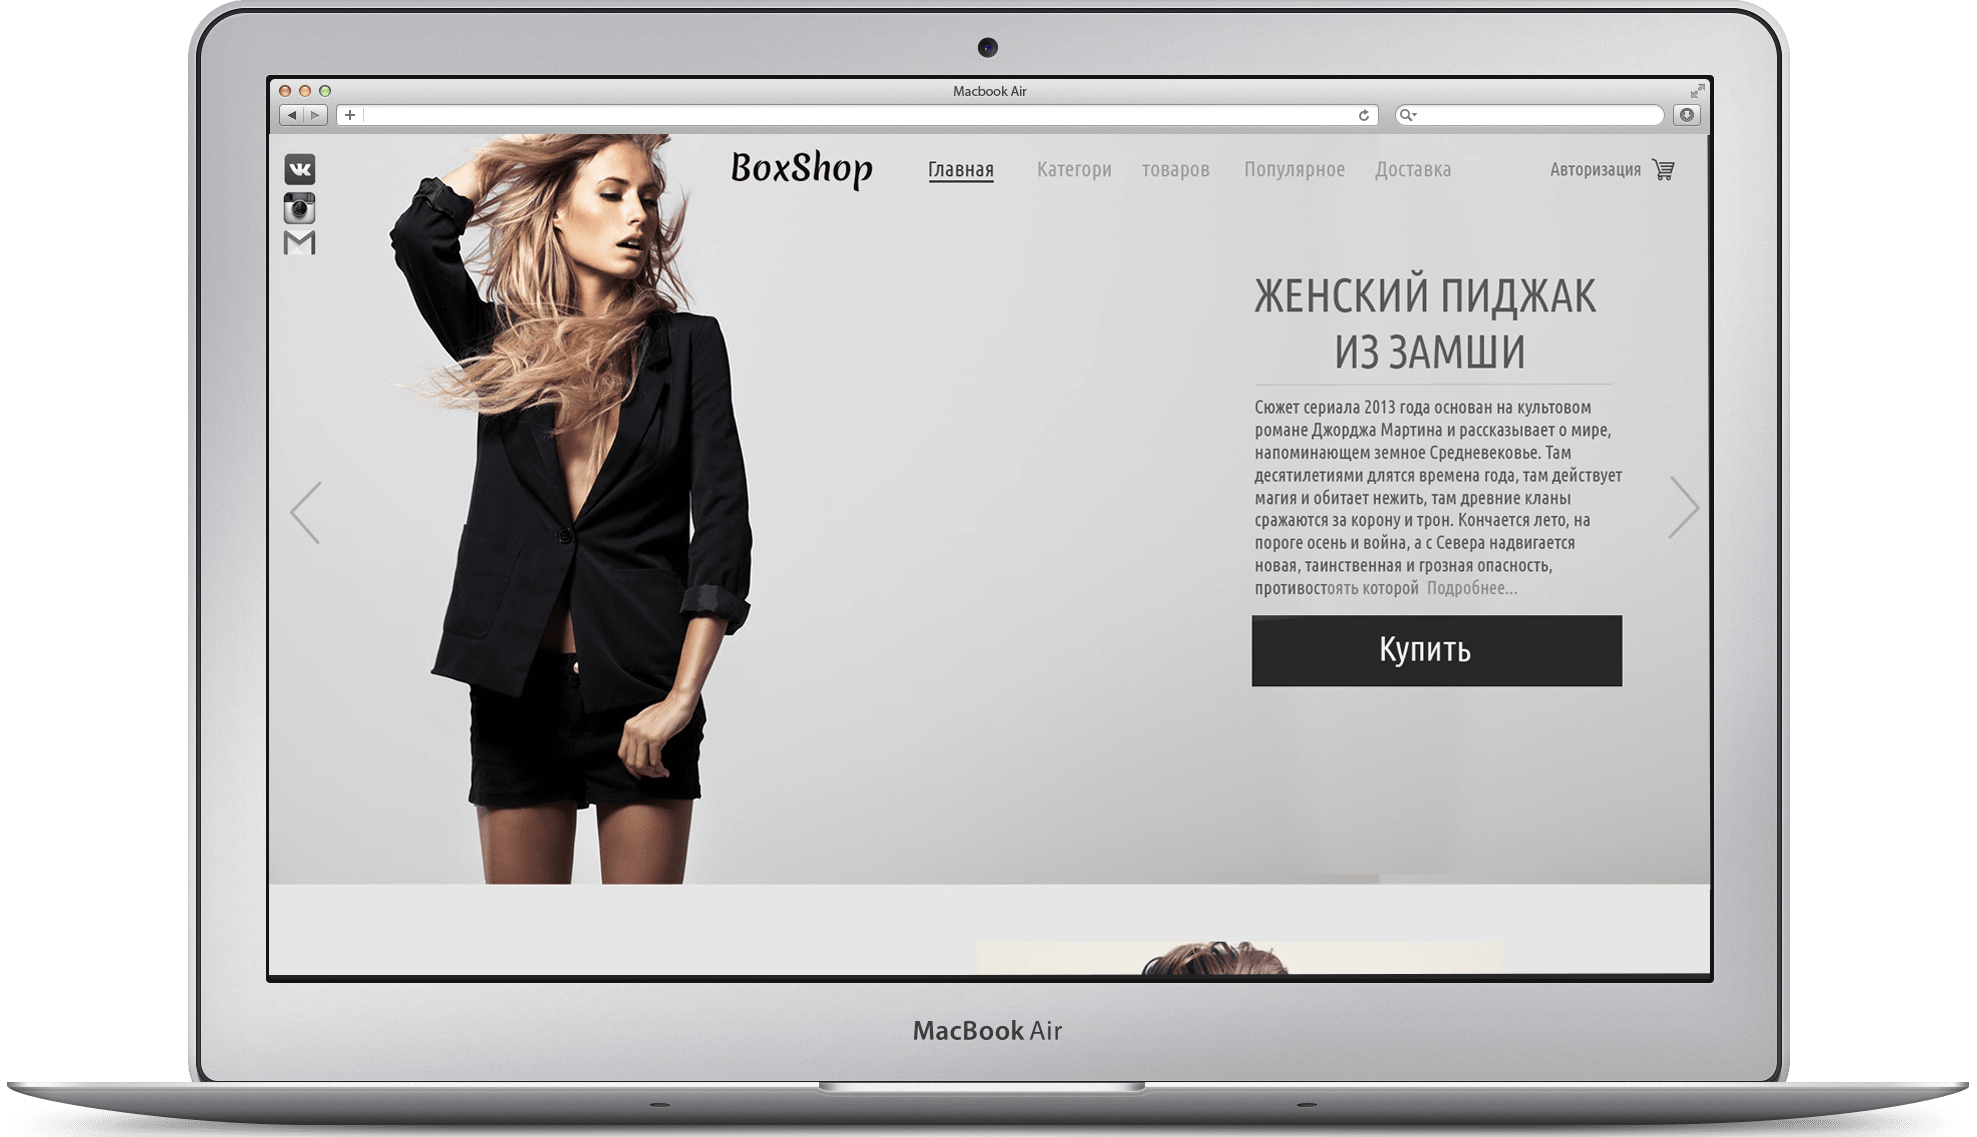 Macbook Air
BoxShop
Главная Категори товаров Популярное Доставка
Авторизация
ЖЕНСКИЙ ПИДЖАК
ИЗ ЗАМШИ
Сюжет сериала 2013 года основан на культовом
романе Джорджа Мартина и рассказывает о мире,
напоминающем земное Средневековье. Там
десятилетиями длятся времена года, там действует
магия и обитает нежить, там древние кланы
сражаются за корону и трон. Кончается лето, на
пороге осень и война, а с Севера надвигается
новая, таинственная и грозная опасность,
противостоять которой Подробнее...
Купить
MacBook Air